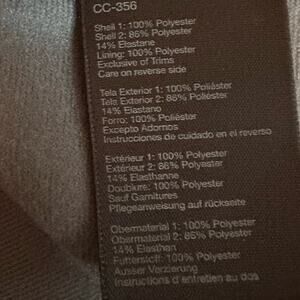 CC-356
Shell 1: 100% Polyester
Shell 2: 86% Polyester
14% Elastane
Lining: 100% Polyester
Exclusive of Trims
Care on reverse side
Tela Exterior 1: 100% Poliéster
Tela Exterior 2: 86% Poliéster
14% Elastano
Forro: 100% Poliéster
Excepto Adornos
Instrucciones de cuidado en el reverso
Extérieur 1: 100% Polyester
Extérieur 2: 86% Polyester
14% Elasthanne
Doublure: 100% Polyester
Sauf Garnitures
Pflegeanweisung auf rückseite
Obermaterial 1: 100% Polyester
Obermaterial 2: 86% Polyester
14% Elasthan
Futterstoff: 100% Polyester
Ausser Verzierung
Instructions d'entretien au dos